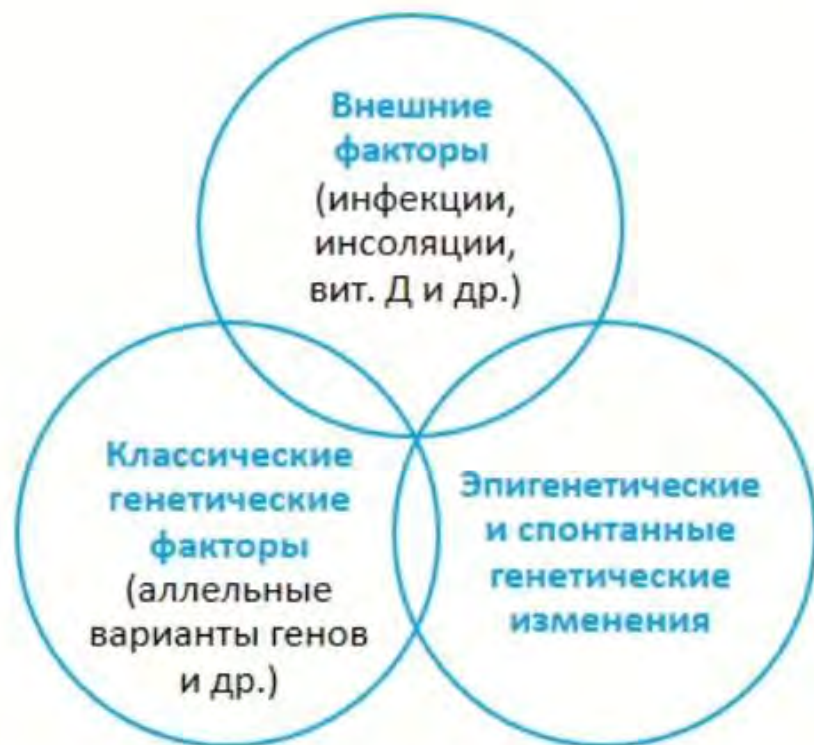 Внешние
факторы
(инфекции,
инсоляции,
вит. Д и др.)
Классические
генетические
факторы
(аллельные
варианты генов
и др.)
Эпигенетические
и спонтанные
генетические
изменения